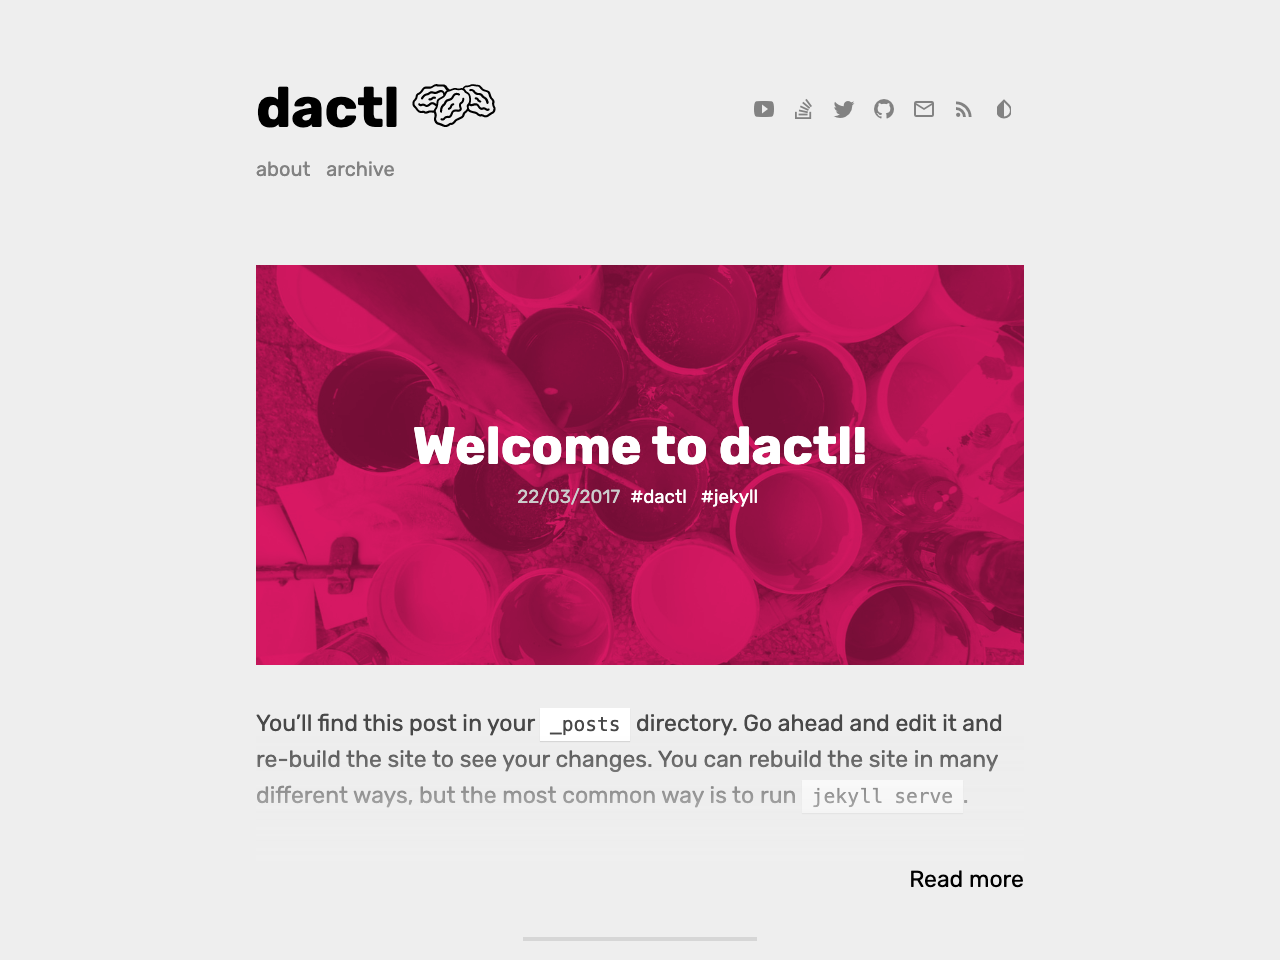 dactl
about archive
Welcome to dactl!
22/03/2017 #dactl #jekyll
You’ll find this post in your _posts directory. Go ahead and edit it and
re-build the site to see your changes. You can rebuild the site in many
different ways, but the most common way is to run jekyll serve .
Read more